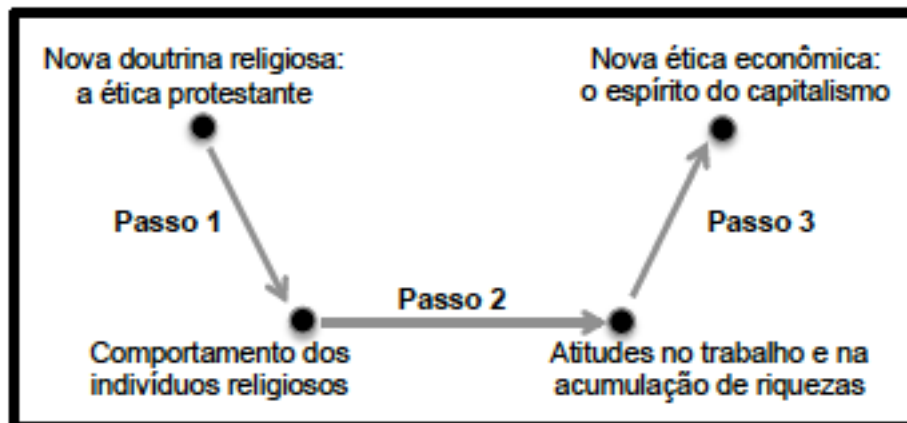 Nova doutrina religiosa:
a ética protestante
Nova ética econômica:
o espírito do capitalismo
Passo 1
Passo 3
Passo 2
Comportamento dos
indivíduos religiosos
Atitudes no trabalho e na
acumulação de riquezas